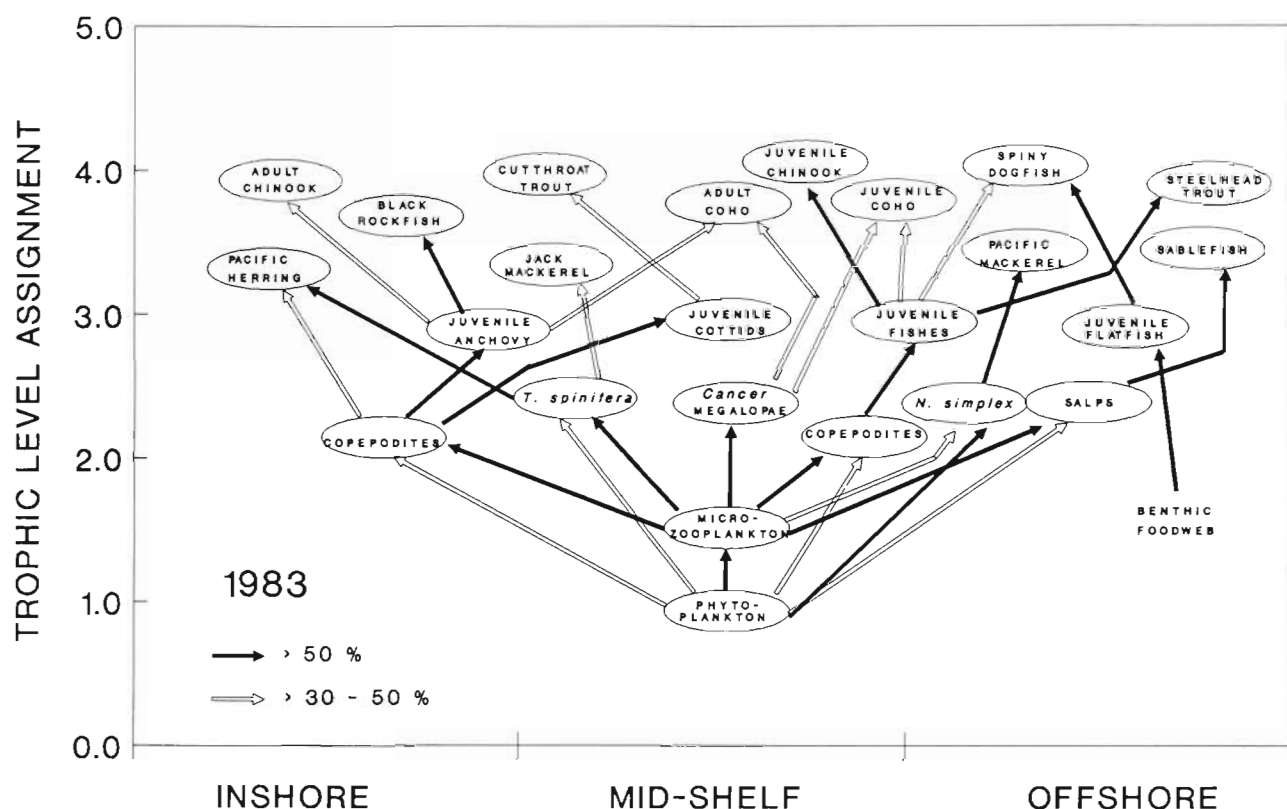 5.0
4.0
3.0
2.0
1.0
0.0
TROPHIC LEVEL ASSIGNMENT
ADULT
CHINOOK
BLACK
ROCKFISH
PACIFIC
HERRING
CUTTHROAT
TROUT
JACK
MACKEREL
ADULT
COHO
JUVENILE
CHINOOK
JUVENILE
COHO
SPINY
DOGFISH
STEELHEAD
TROUT
PACIFIC
MACKEREL
SABLEFISH
JUVENILE
ANCHOVY
JUVENILE
COTTIDS
JUVENILE
FISHES
JUVENILE
FLATFISH
T. spinifera
Cancer
MEGALOPAE
N. simplex
SALPS
COPEPODITES
COPEPODITES
MICRO-
ZOOPLANKTON
BENTHIC
FOODWEB
PHYTO-
PLANKTON
1983
> 50 %
> 30 - 50 %
INSHORE
MID-SHELF
OFFSHORE